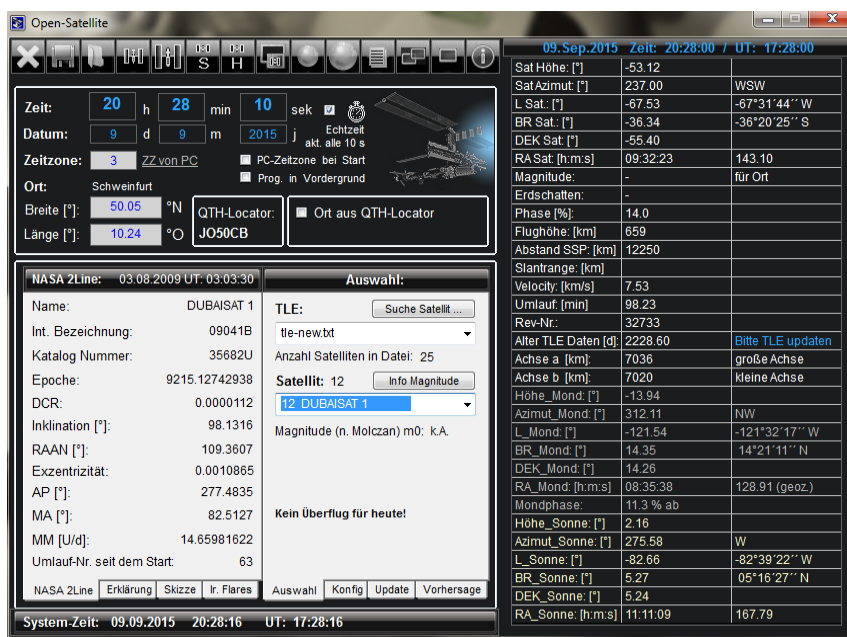 Open-Satellite
S H
Zeit: 20 h 28 min 10 sek
Datum: 9 d 9 m 2015 j Echtzeit
akt. alle 10 s
Zeitzone: 3 ZZ von PC PC-Zeitzone bei Start
Prog. in Vordergrund
Ort: Schweinfurt
Breite [°]: 50.05 °N QTH-Locator: Ort aus QTH-Locator
Länge [°]: 10.24 °O JO50CB
NASA 2Line: 03.08.2009 UT: 03:03:30
Name: DUBAISAT 1
Int. Bezeichnung: 09041B
Katalog Nummer: 35682U
Epoche: 9215.12742938
DCR: 0.0000112
Inklination [°]: 98.1316
RAAN [°]: 109.3607
Exzentrizität: 0.0010865
AP [°]: 277.4835
MA [°]: 82.5127
MM [U/d]: 14.65981622
Umlauf-Nr. seit dem Start: 63
NASA 2Line Erklärung Skizze Ir. Flares
Auswahl:
TLE: Suche Satellit ...
tle-new.txt
Anzahl Satelliten in Datei: 25
Satellit: 12 Info Magnitude
12 DUBAISAT 1
Magnitude (n. Molczan) m0: k.A.
Kein Überflug für heute!
Auswahl Konfig Update Vorhersage
System-Zeit: 09.09.2015 20:28:16 UT: 17:28:16
09.Sep.2015 Zeit: 20:28:00 / UT: 17:28:00
Sat Höhe: [°] -53.12
Sat Azimut: [°] 237.00 WSW
L Sat.: [°] -67.53 -67°31´44´´ W
BR Sat.: [°] -36.34 -36°20´25´´ S
DEK Sat: [°] -55.40
RA Sat: [h:m:s] 09:32:23 143.10
Magnitude: - für Ort
Erdschatten: -
Phase [%]: 14.0
Flughöhe: [km] 659
Abstand SSP: [km] 12250
Slantrange: [km]
Velocity: [km/s] 7.53
Umlauf: [min] 98.23
Rev-Nr.: 32733
Alter TLE Daten [d]: 2228.60 Bitte TLE updaten
Achse a [km]: 7036 große Achse
Achse b [km]: 7020 kleine Achse
Höhe_Mond: [°] -13.94
Azimut_Mond: [°] 312.11 NW
L_Mond: [°] -121.54 -121°32´17´´ W
BR_Mond: [°] 14.35 14°21´11´´ N
DEK_Mond: [°] 14.26
RA_Mond: [h:m:s] 08:35:38 128.91 (geoz.)
Mondphase: 11.3 % ab
Höhe_Sonne: [°] 2.16
Azimut_Sonne: [°] 275.58 W
L_Sonne: [°] -82.66 -82°39´22´´ W
BR_Sonne: [°] 5.27 05°16´27´´ N
DEK_Sonne: [°] 5.24
RA_Sonne: [h:m:s] 11:11:09 167.79